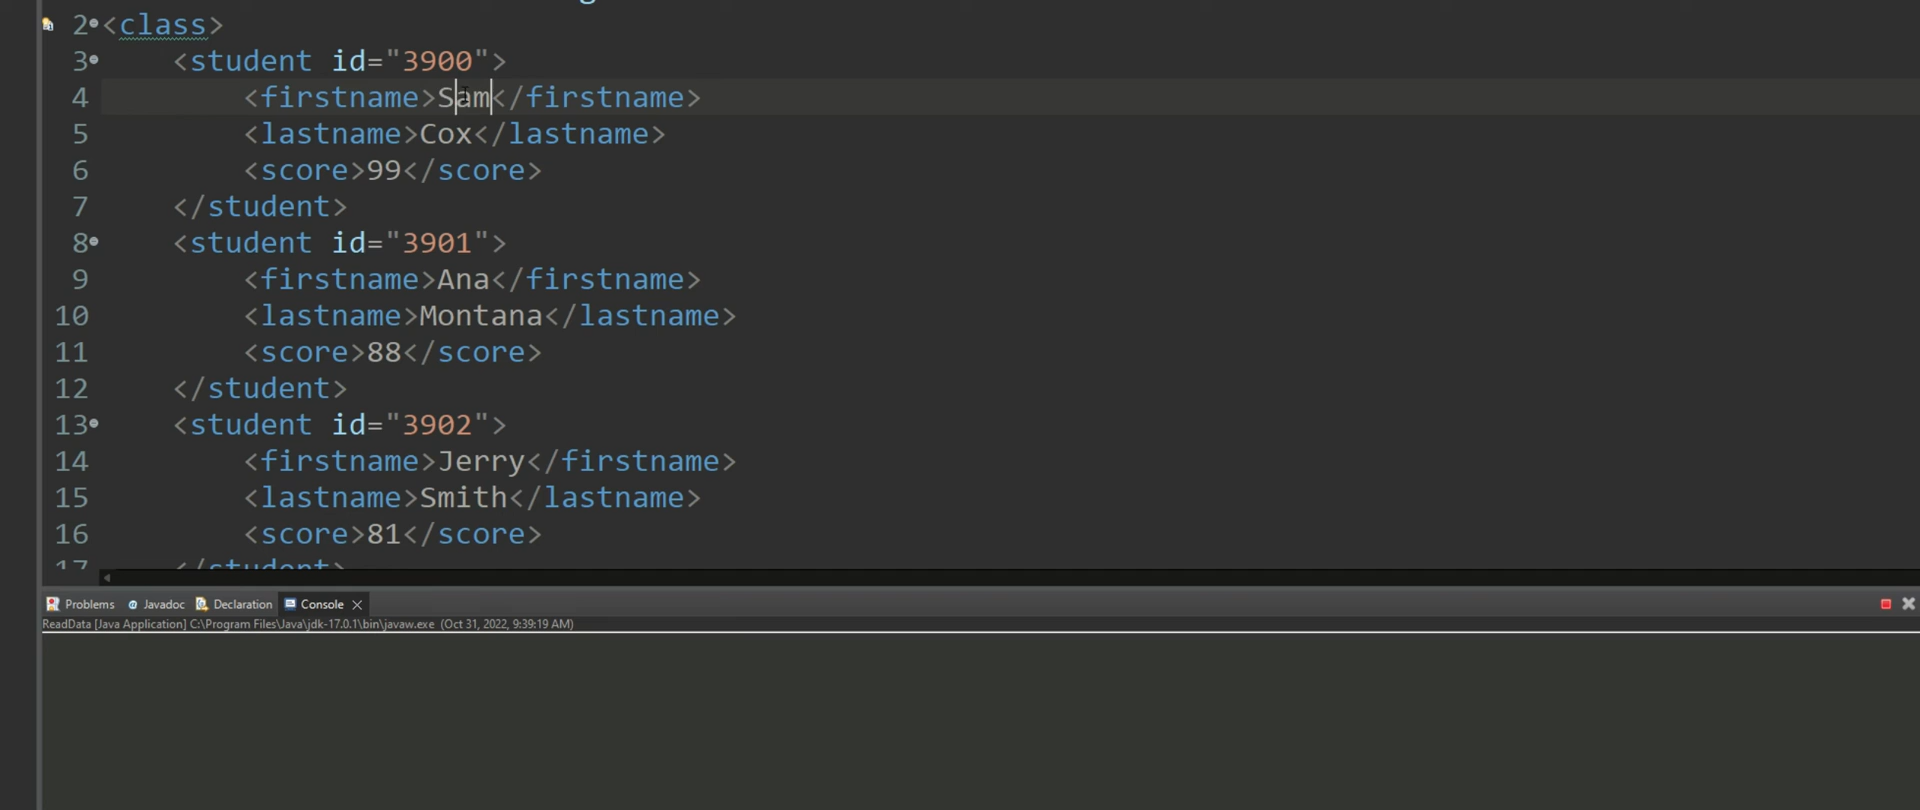 2 <class>
3 <student id="3900">
4 <firstname>Sam</firstname>
5 <lastname>Cox</lastname>
6 <score>99</score>
7 </student>
8 <student id="3901">
9 <firstname>Ana</firstname>
10 <lastname>Montana</lastname>
11 <score>88</score>
12 </student>
13 <student id="3902">
14 <firstname>Jerry</firstname>
15 <lastname>Smith</lastname>
16 <score>81</score>
17 </student>
Problems Javadoc Declaration Console
ReadData [Java Application] C:\Program Files\Java\jdk-17.0.1\bin\javaw.exe (Oct 31, 2022, 9:39:19 AM)